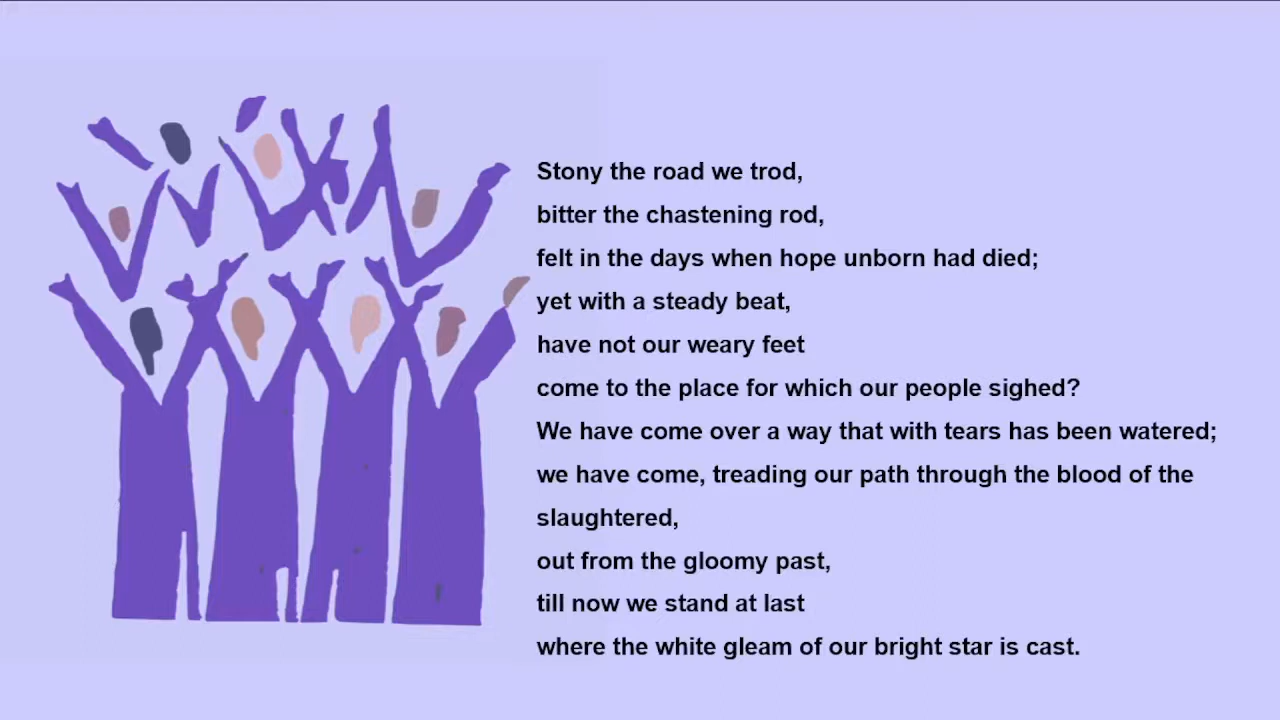 Stony the road we trod,
bitter the chastening rod,
felt in the days when hope unborn had died;
yet with a steady beat,
have not our weary feet
come to the place for which our people sighed?
We have come over a way that with tears has been watered;
we have come, treading our path through the blood of the
slaughtered,
out from the gloomy past,
till now we stand at last
where the white gleam of our bright star is cast.